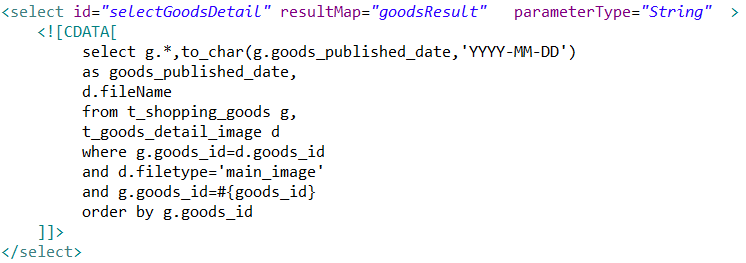 <select id="selectGoodsDetail" resultMap="goodsResult"   parameterType="String"  >
    <![CDATA[
         select g.*,to_char(g.goods_published_date,'YYYY-MM-DD')
         as goods_published_date,
         d.fileName
         from t_shopping_goods g,
         t_goods_detail_image d
         where g.goods_id=d.goods_id
         and d.filetype='main_image'
         and g.goods_id=#{goods_id}
         order by g.goods_id
    ]]>
</select>